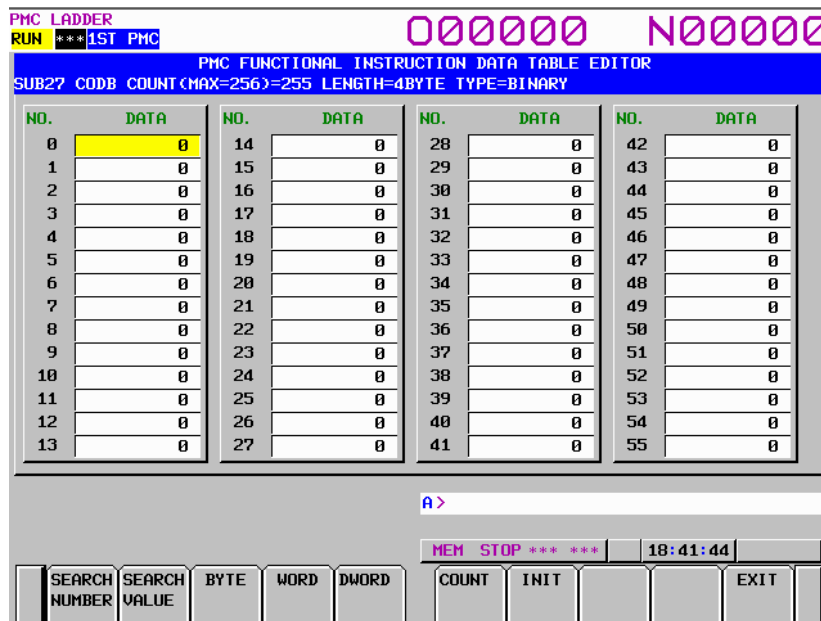 PMC LADDER
RUN ***1ST PMC
O00000 N00000
PMC FUNCTIONAL INSTRUCTION DATA TABLE EDITOR
SUB27 CODB COUNT(MAX=256)=255 LENGTH=4BYTE TYPE=BINARY
NO. DATA NO. DATA NO. DATA NO. DATA
0 0 14 0 28 0 42 0
1 0 15 0 29 0 43 0
2 0 16 0 30 0 44 0
3 0 17 0 31 0 45 0
4 0 18 0 32 0 46 0
5 0 19 0 33 0 47 0
6 0 20 0 34 0 48 0
7 0 21 0 35 0 49 0
8 0 22 0 36 0 50 0
9 0 23 0 37 0 51 0
10 0 24 0 38 0 52 0
11 0 25 0 39 0 53 0
12 0 26 0 40 0 54 0
13 0 27 0 41 0 55 0
A>
MEM STOP *** *** 18:41:44
SEARCH SEARCH BYTE WORD DWORD COUNT INIT EXIT
NUMBER VALUE